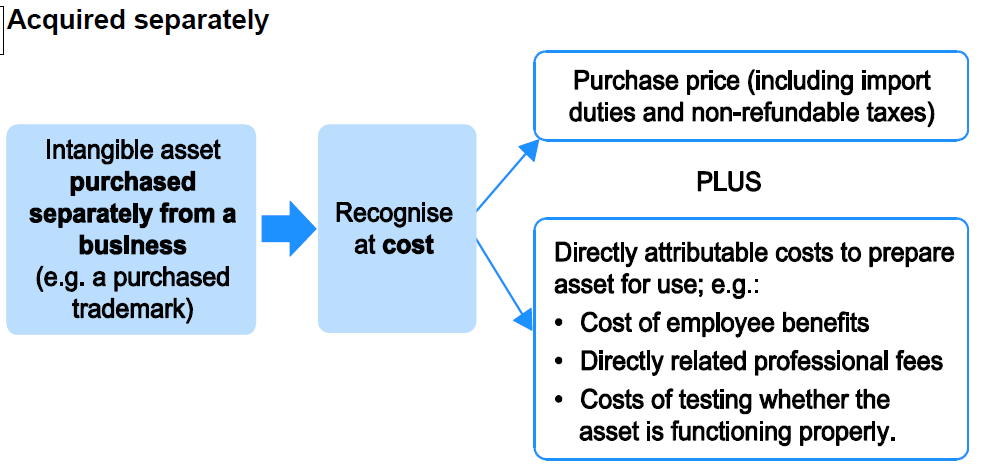 Acquired separately
Intangible asset
purchased
separately from a
business
(e.g. a purchased
trademark)
Recognise
at cost
Purchase price (including import
duties and non-refundable taxes)
PLUS
Directly attributable costs to prepare
asset for use; e.g.:
• Cost of employee benefits
• Directly related professional fees
• Costs of testing whether the
asset is functioning properly.